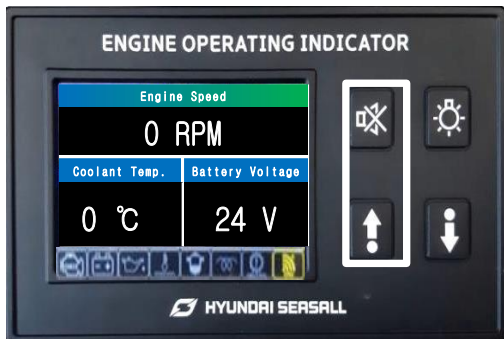 ENGINE OPERATING INDICATOR
Engine Speed
0 RPM
Coolant Temp.
Battery Voltage
0 ℃
24 V
HYUNDAI SEASALL